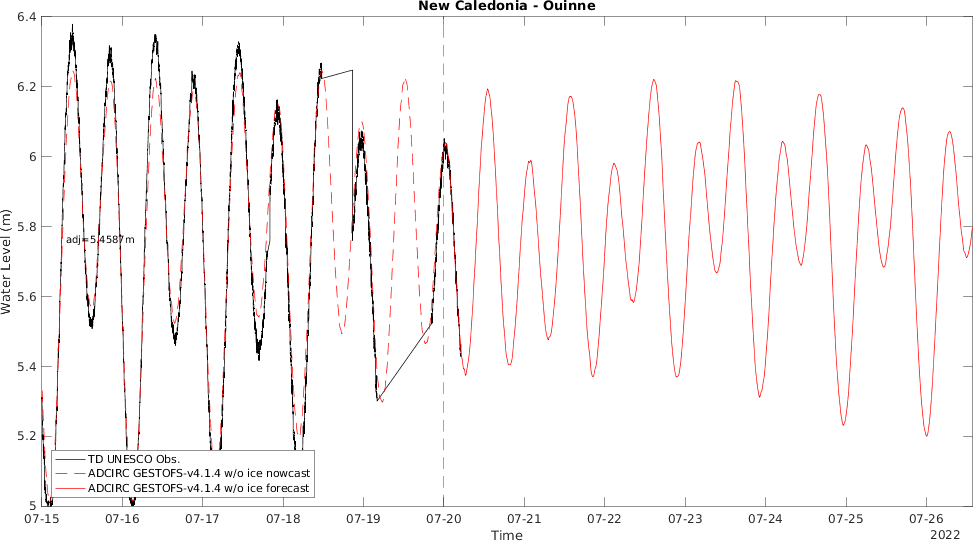 New Caledonia - Ouinne
6.4
6.2
6
5.8
5.6
5.4
5.2
5
Water Level (m)
adj=5.4587m
TD UNESCO Obs.
ADCIRC GESTOFS-v4.1.4 w/o ice nowcast
ADCIRC GESTOFS-v4.1.4 w/o ice forecast
07-15 07-16 07-17 07-18 07-19 07-20 07-21 07-22 07-23 07-24 07-25 07-26
Time
2022